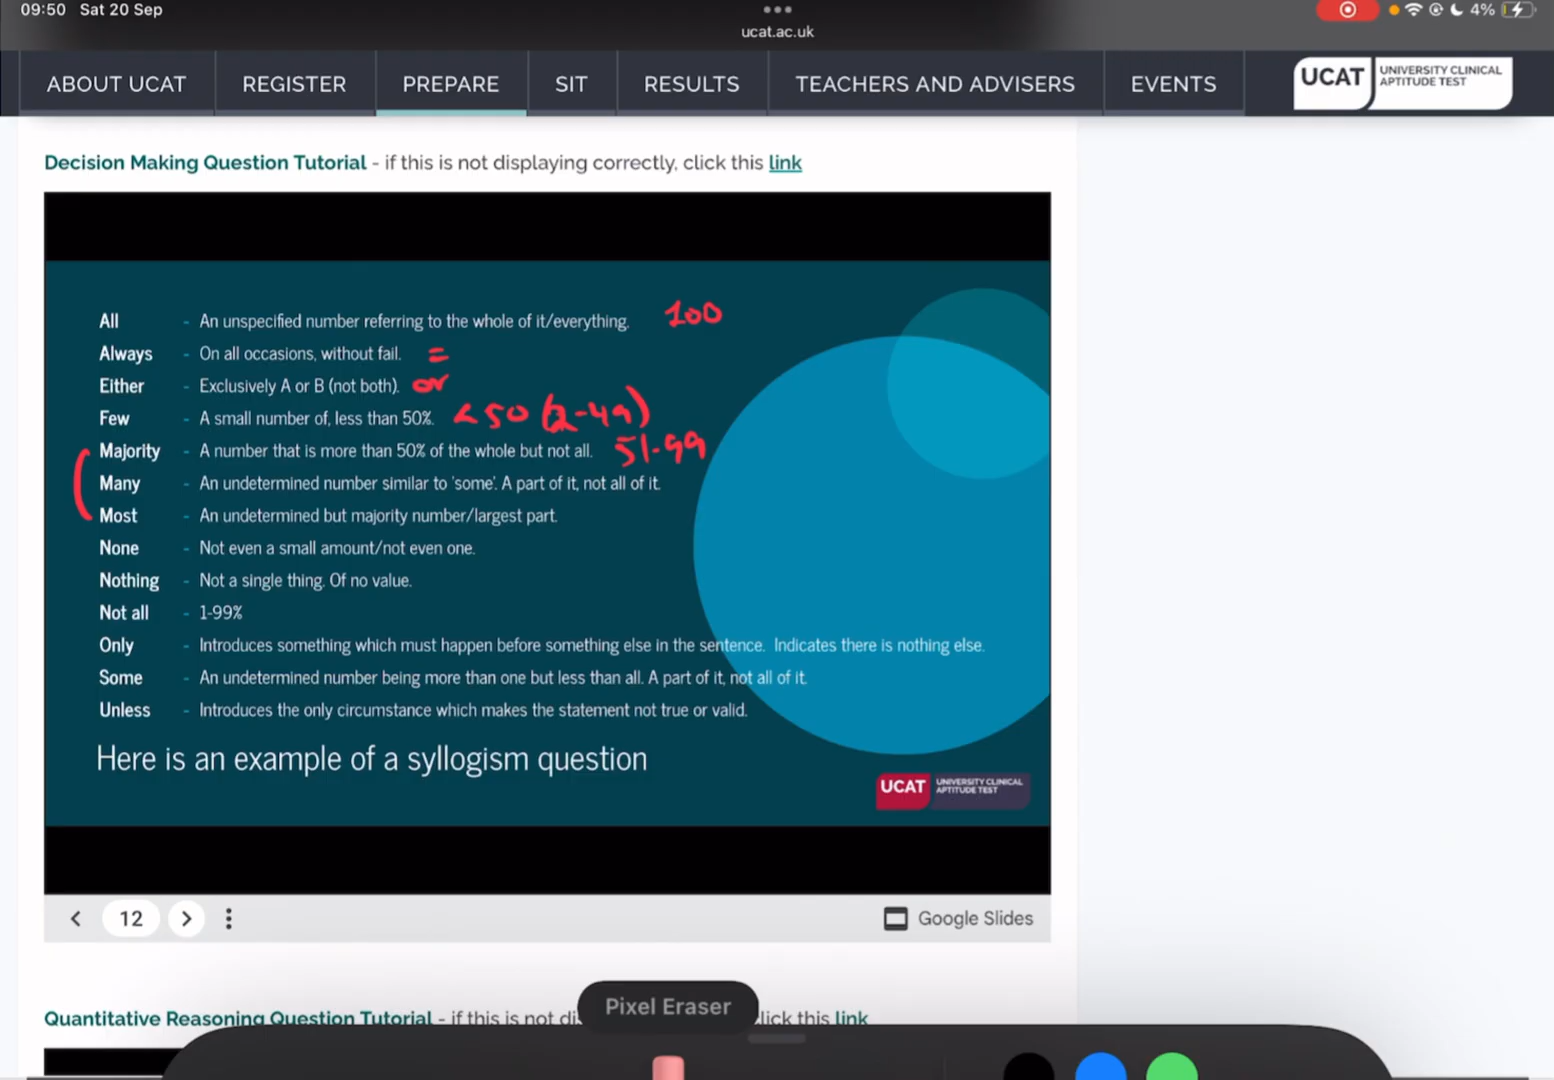 09:50 Sat 20 Sep
4%
ucat.ac.uk
ABOUT UCAT REGISTER PREPARE SIT RESULTS TEACHERS AND ADVISERS EVENTS
UCAT UNIVERSITY CLINICAL
APTITUDE TEST
Decision Making Question Tutorial - if this is not displaying correctly, click this link
All - An unspecified number referring to the whole of it/everything. 100
Always - On all occasions, without fail. =
Either - Exclusively A or B (not both). or
Few - A small number of, less than 50%. <50 (2-49)
Majority - A number that is more than 50% of the whole but not all. 51-99
Many - An undetermined number similar to 'some'. A part of it, not all of it.
Most - An undetermined but majority number/largest part.
None - Not even a small amount/not even one.
Nothing - Not a single thing. Of no value.
Not all - 1-99%
Only - Introduces something which must happen before something else in the sentence. Indicates there is nothing else.
Some - An undetermined number being more than one but less than all. A part of it, not all of it.
Unless - Introduces the only circumstance which makes the statement not true or valid.
Here is an example of a syllogism question
UCAT UNIVERSITY CLINICAL
APTITUDE TEST
12 Google Slides
Pixel Eraser
Quantitative Reasoning Question Tutorial - if this is not di lick this link